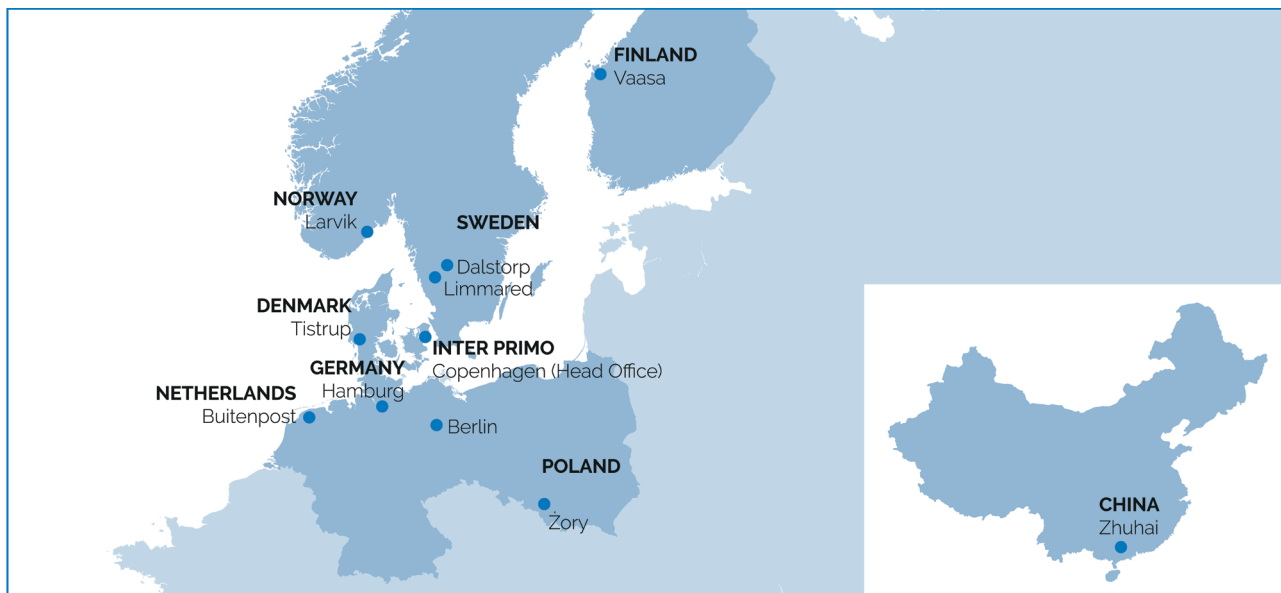 FINLAND
Vaasa
NORWAY
Larvik
SWEDEN
Dalstorp
Limmared
DENMARK
Tistrup
INTER PRIMO
Copenhagen (Head Office)
GERMANY
Hamburg
NETHERLANDS
Buitenpost
Berlin
POLAND
Żory
CHINA
Zhuhai